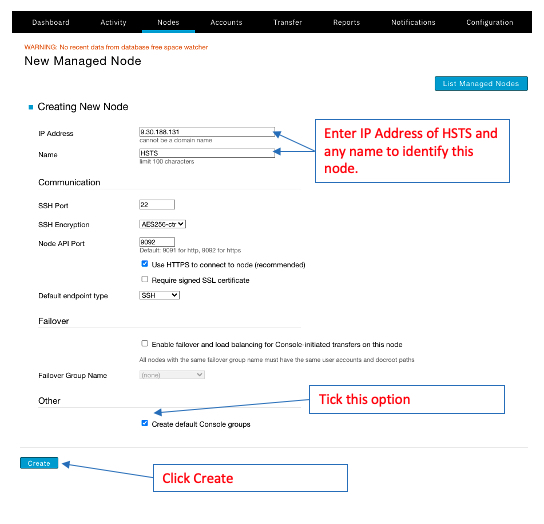 Dashboard Activity Nodes Accounts Transfer Reports Notifications Configuration
WARNING: No recent data from database free space watcher
New Managed Node
List Managed Nodes
Creating New Node
IP Address 9.30.188.131
cannot be a domain name
Name HSTS
limit 100 characters
Enter IP Address of HSTS and
any name to identify this
node.
Communication
SSH Port 22
SSH Encryption AES256-ctr
Node API Port 9092
Default: 9091 for http, 9092 for https
Use HTTPS to connect to node (recommended)
Require signed SSL certificate
Default endpoint type SSH
Failover
Enable failover and load balancing for Console-initiated transfers on this node
All nodes with the same failover group name must have the same user accounts and docroot paths
Failover Group Name (none)
Other
Tick this option
Create default Console groups
Create
Click Create